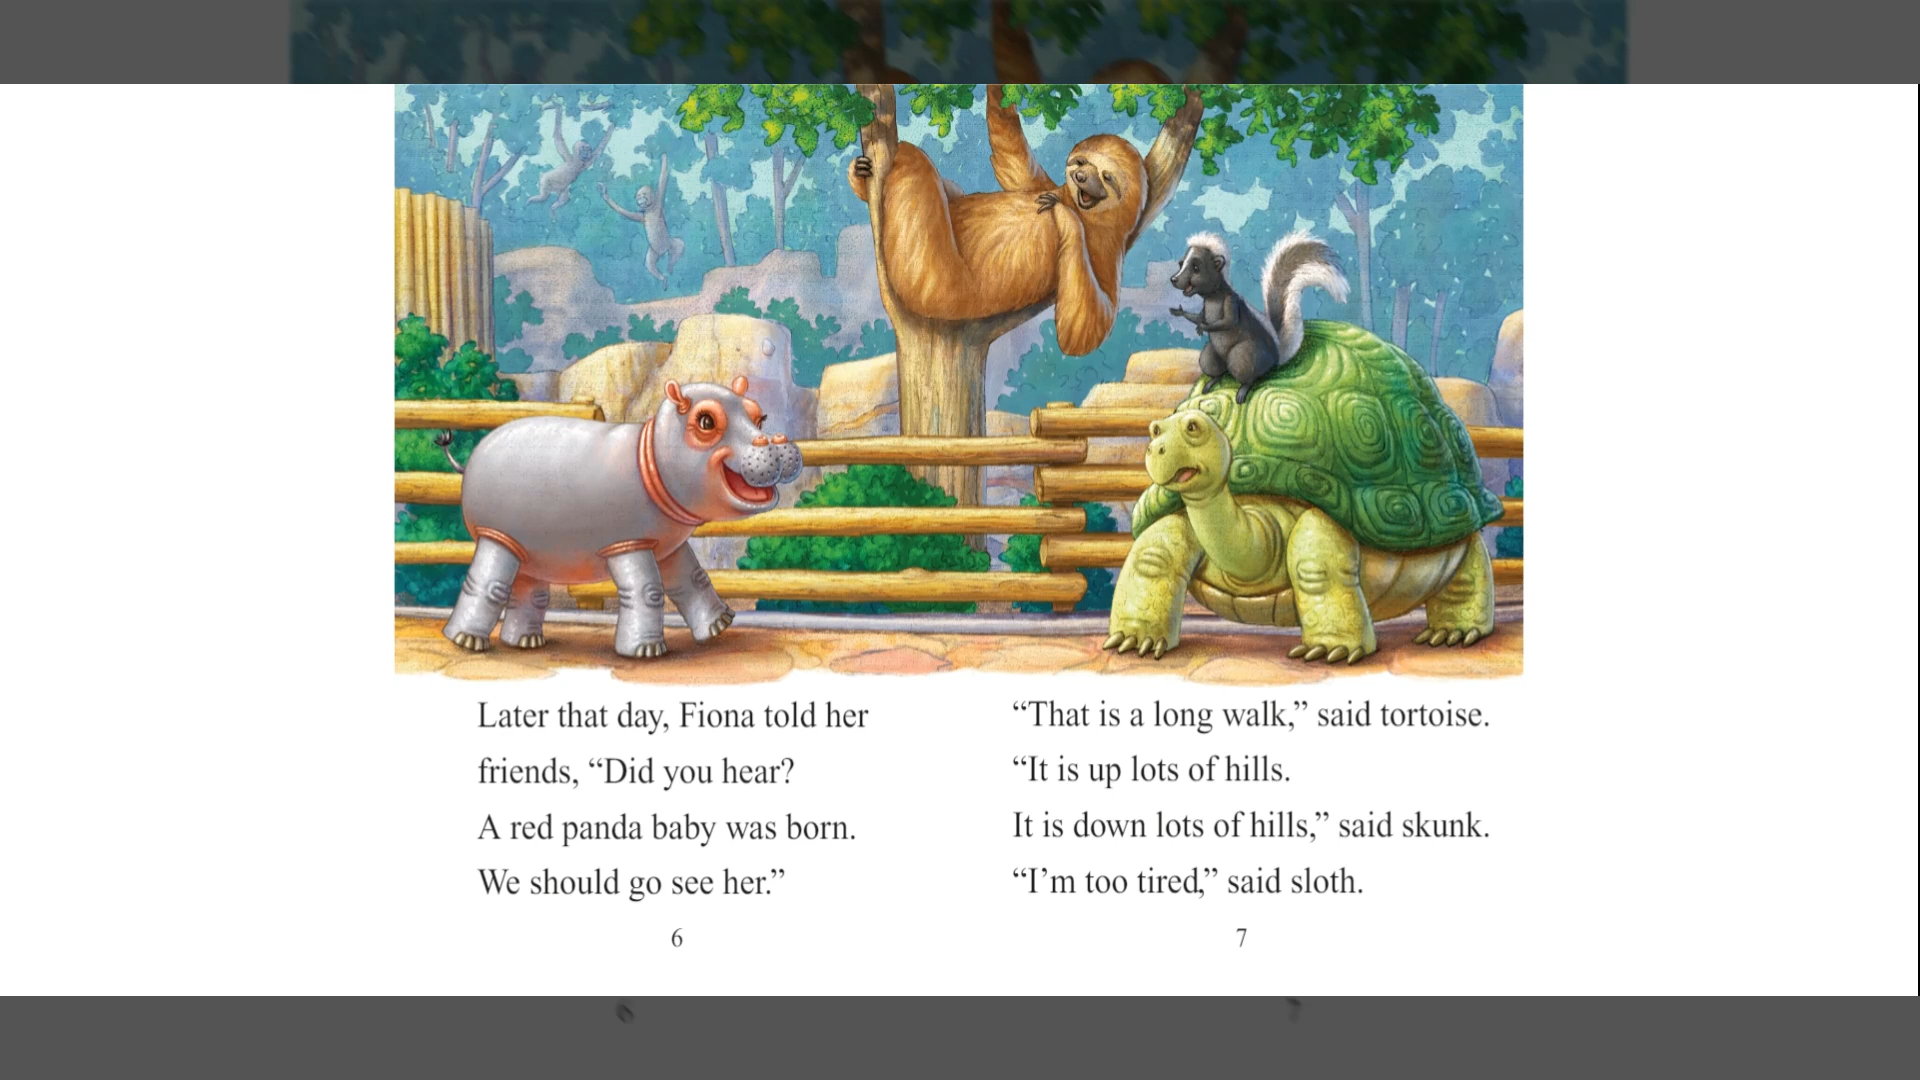 Later that day, Fiona told her
friends, “Did you hear?
A red panda baby was born.
We should go see her.”
6
“That is a long walk,” said tortoise.
“It is up lots of hills.
It is down lots of hills,” said skunk.
“I’m too tired,” said sloth.
7